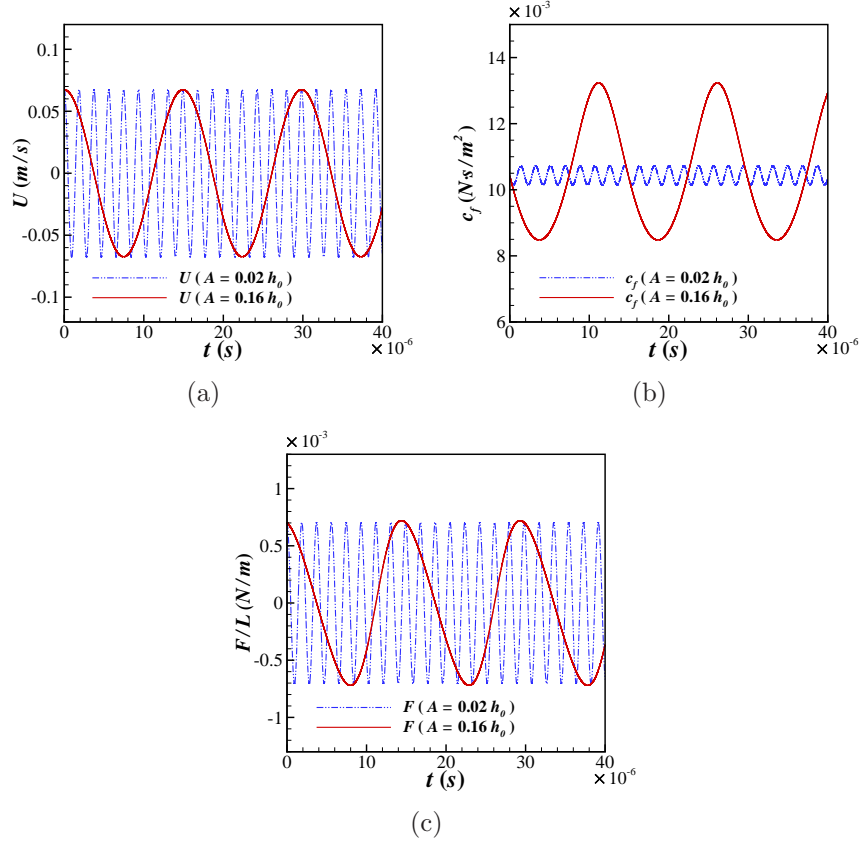 0.1
0.05
0
-0.05
-0.1
U (m/s)
U ( A = 0.02 h₀ )
U ( A = 0.16 h₀ )
0 10 20 30 40
t (s)
× 10⁻⁶
(a)
× 10⁻³
14
12
10
8
6
c_f (N·s/m²)
c_f ( A = 0.02 h₀ )
c_f ( A = 0.16 h₀ )
0 10 20 30 40
t (s)
× 10⁻⁶
(b)
× 10⁻³
1
0.5
0
-0.5
-1
F/L (N/m)
F ( A = 0.02 h₀ )
F ( A = 0.16 h₀ )
0 10 20 30 40
t (s)
× 10⁻⁶
(c)